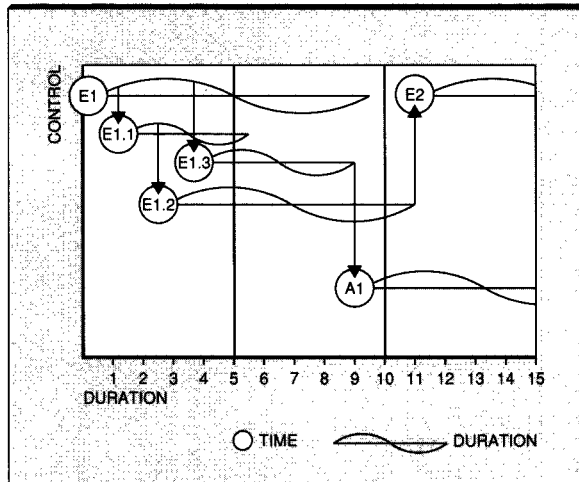 CONTROL
E1
E2
E1.1
E1.3
E1.2
A1
1 2 3 4 5 6 7 8 9 10 11 12 13 14 15
DURATION
TIME
DURATION